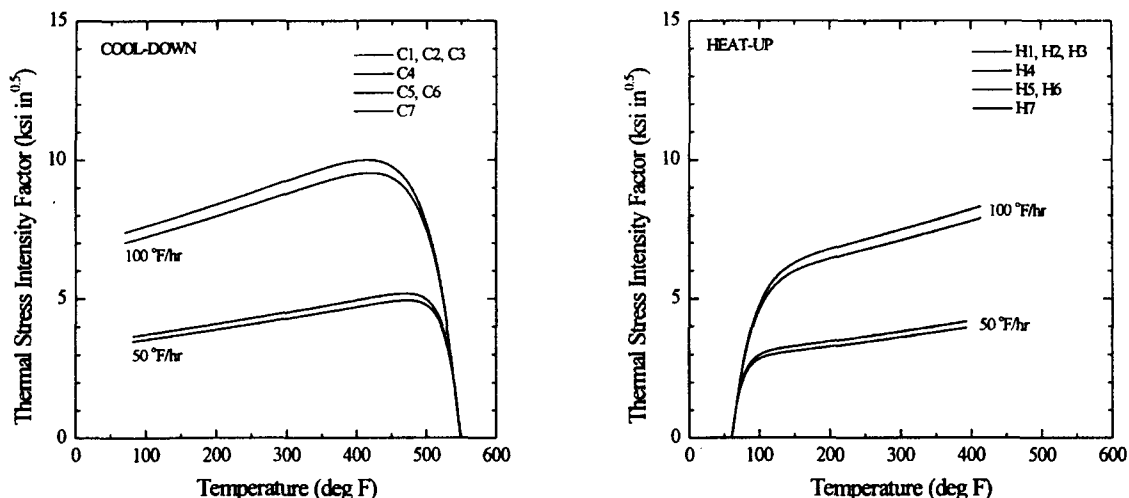 COOL-DOWN
C1, C2, C3
C4
C5, C6
C7
Thermal Stress Intensity Factor (ksi in^0.5)
15
10
5
0
100 °F/hr
50 °F/hr
0 100 200 300 400 500 600
Temperature (deg F)
HEAT-UP
H1, H2, H3
H4
H5, H6
H7
Thermal Stress Intensity Factor (ksi in^0.5)
15
10
5
0
100 °F/hr
50 °F/hr
0 100 200 300 400 500 600
Temperature (deg F)